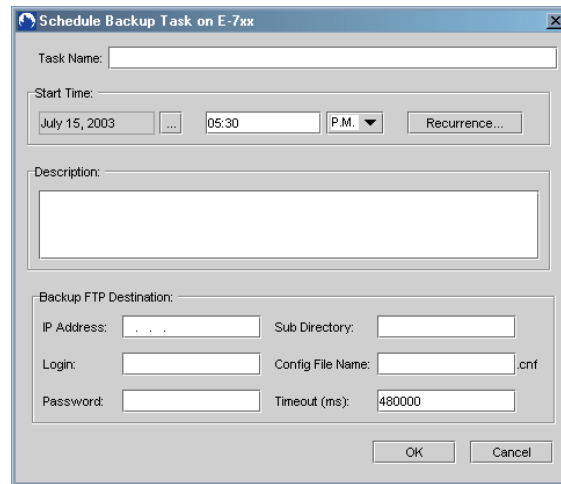 Schedule Backup Task on E-7xx
Task Name:
Start Time:
July 15, 2003 ... 05:30 P.M. Recurrence...
Description:
Backup FTP Destination:
IP Address: . . . Sub Directory:
Login: Config File Name: .cnf
Password: Timeout (ms): 480000
OK Cancel